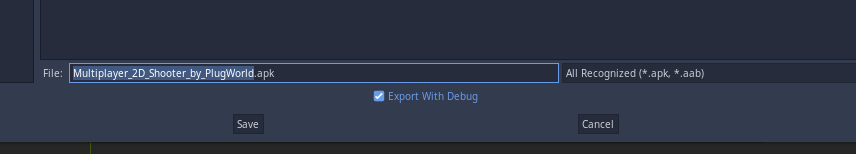 File: Multiplayer_2D_Shooter_by_PlugWorld.apk All Recognized (*.apk, *.aab)
Export With Debug
Save Cancel